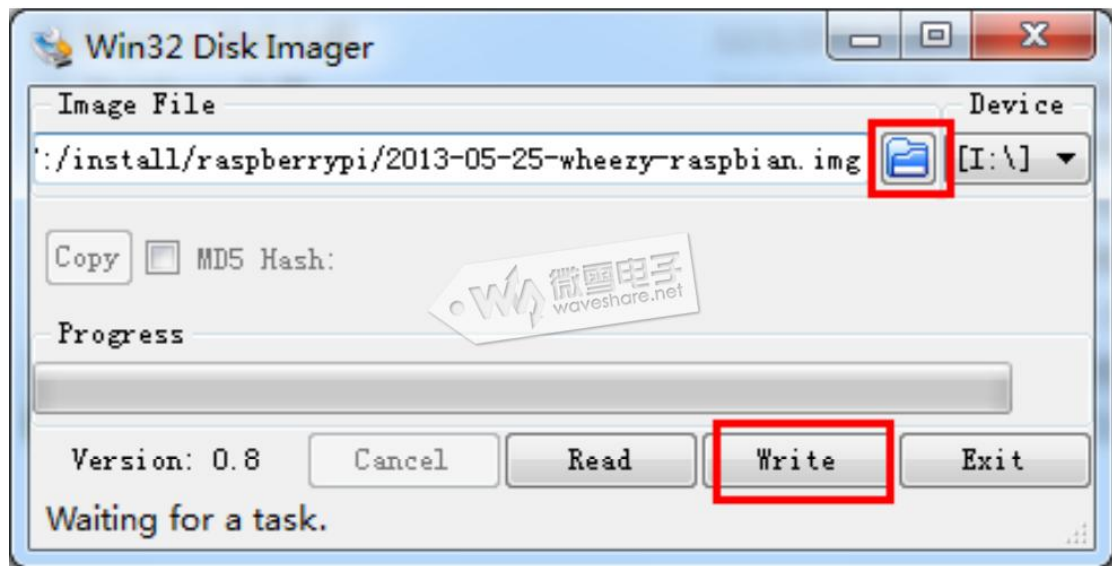 Win32 Disk Imager
Image File
Device
:/install/raspberrypi/2013-05-25-wheezy-raspbian.img
[I:\]
Copy
MD5 Hash:
微雪电子
waveshare.net
Progress
Version: 0.8
Cancel
Read
Write
Exit
Waiting for a task.